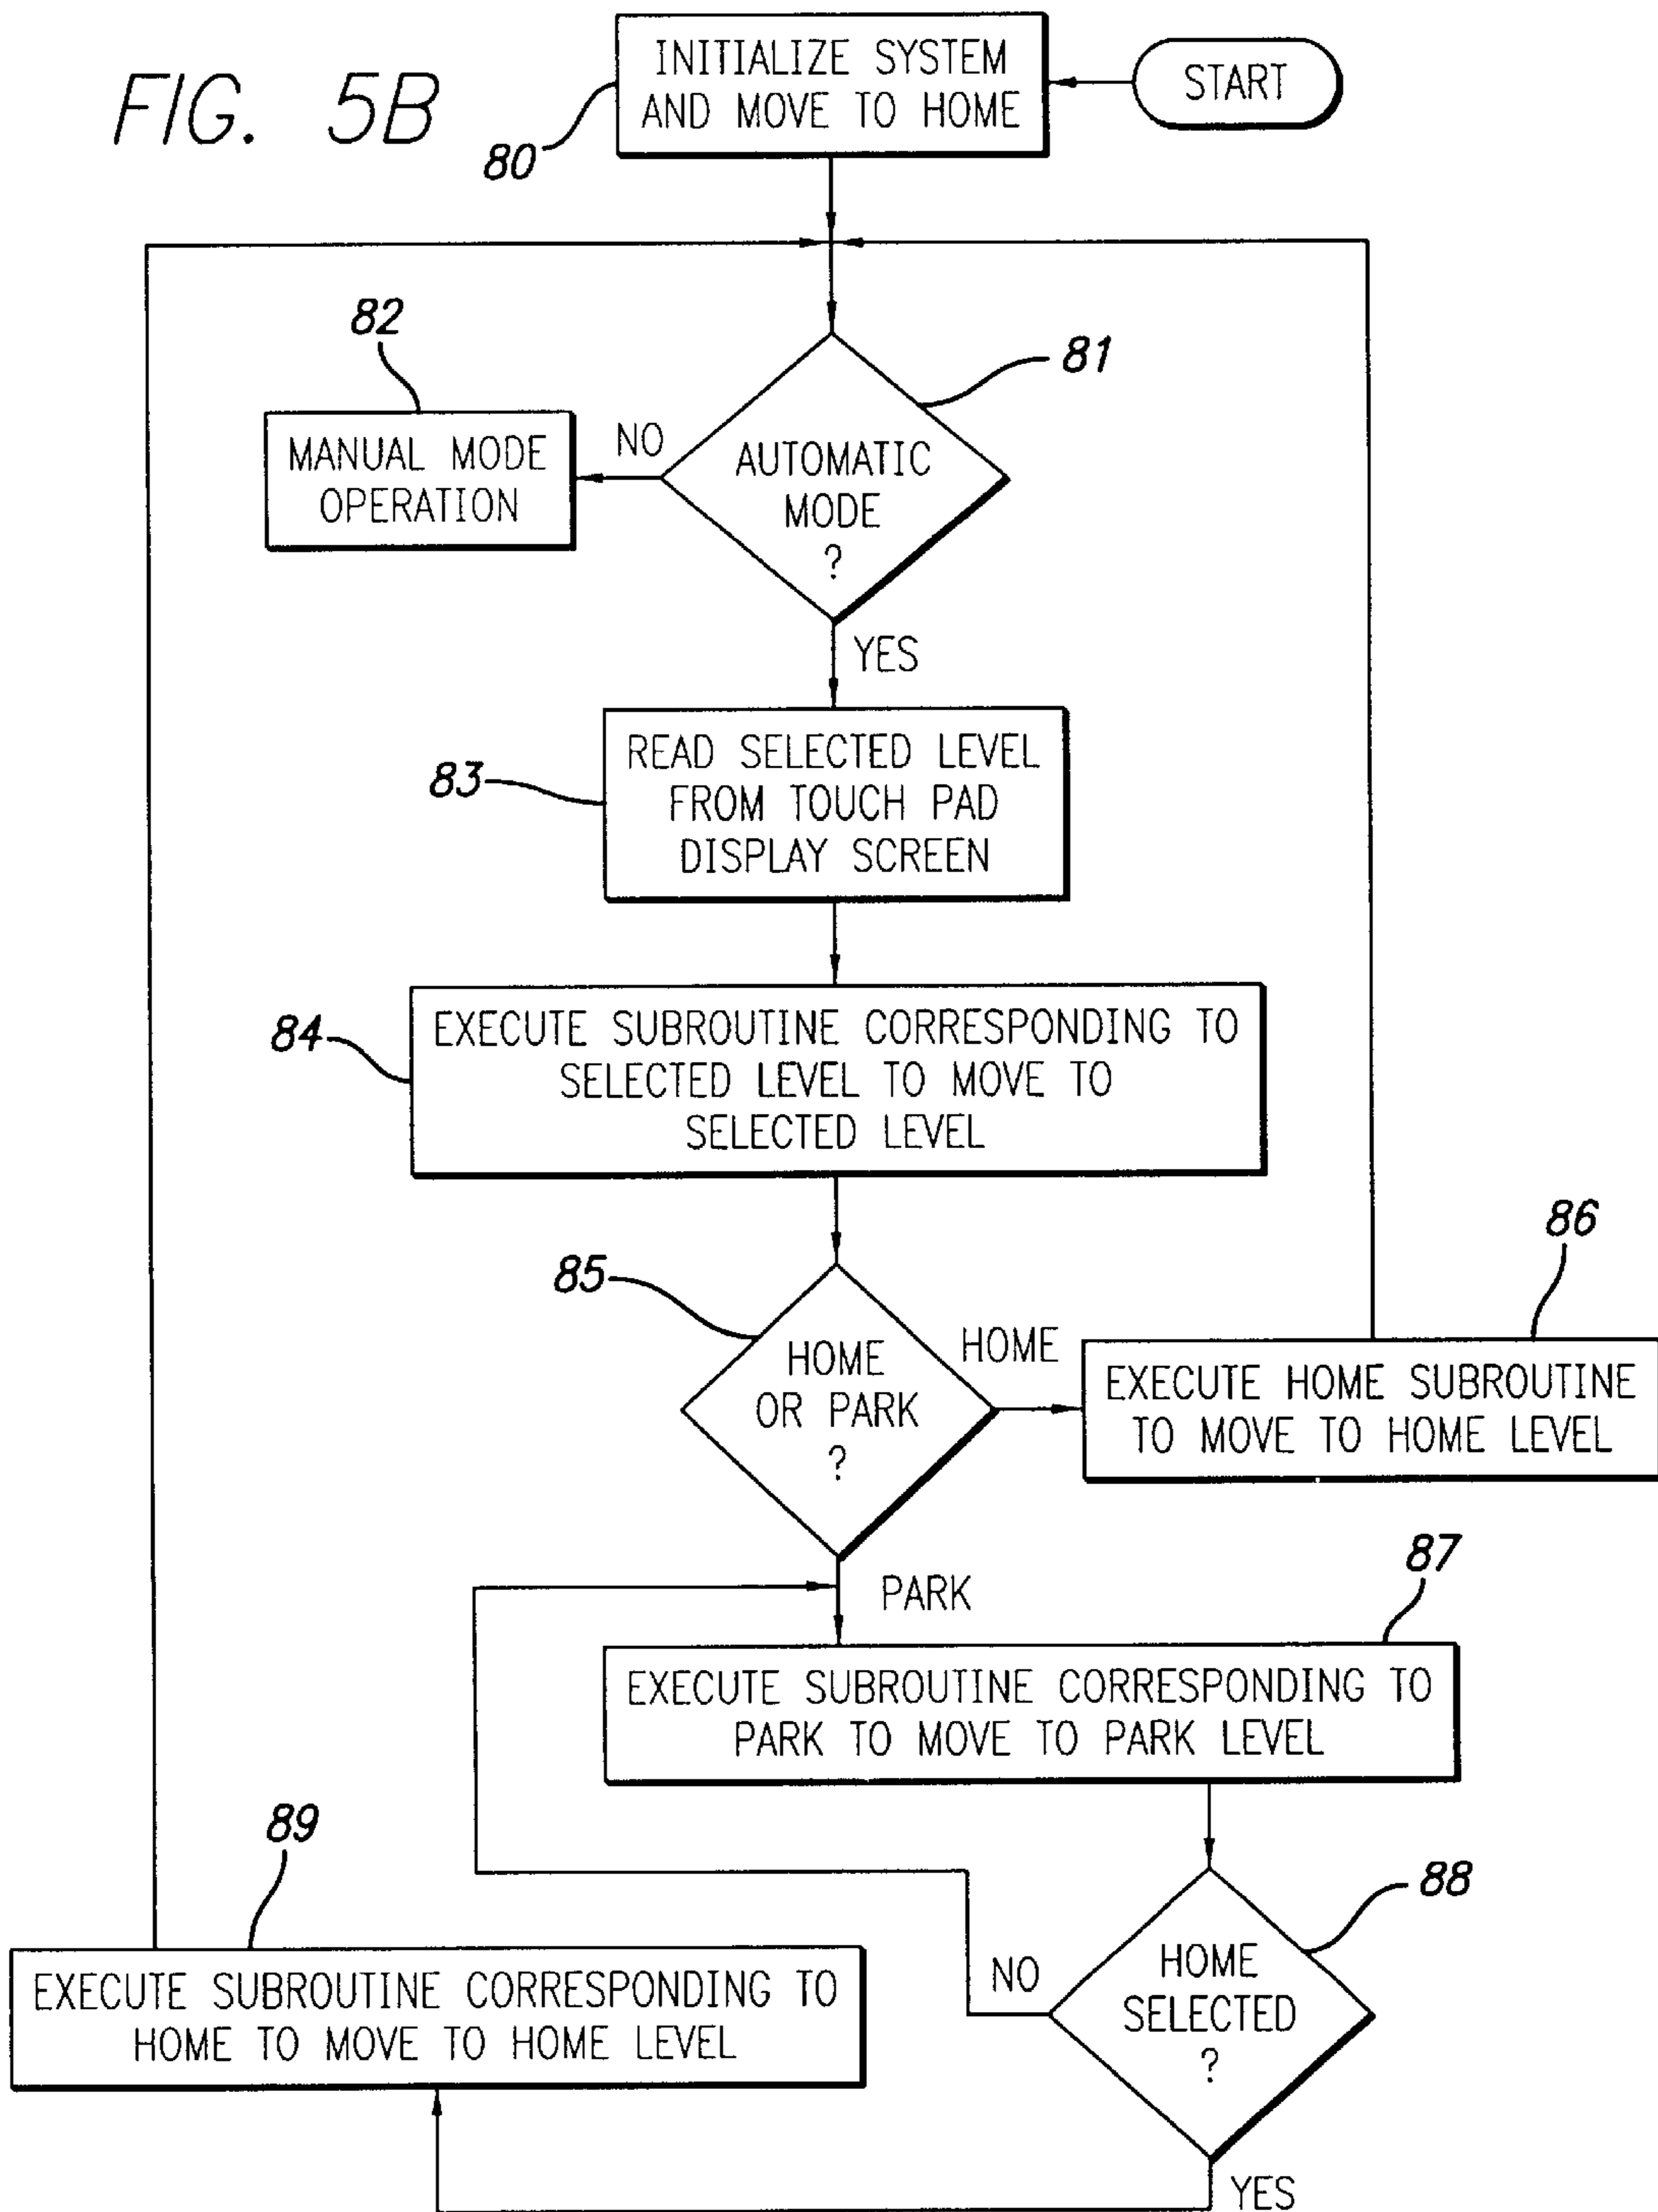 FIG. 5B
INITIALIZE SYSTEM
AND MOVE TO HOME
START
80
82
81
MANUAL MODE
OPERATION
NO
AUTOMATIC
MODE
?
YES
83
READ SELECTED LEVEL
FROM TOUCH PAD
DISPLAY SCREEN
84
EXECUTE SUBROUTINE CORRESPONDING TO
SELECTED LEVEL TO MOVE TO
SELECTED LEVEL
85
HOME
OR PARK
?
HOME
86
EXECUTE HOME SUBROUTINE
TO MOVE TO HOME LEVEL
PARK
87
EXECUTE SUBROUTINE CORRESPONDING TO
PARK TO MOVE TO PARK LEVEL
88
HOME
SELECTED
?
NO
YES
89
EXECUTE SUBROUTINE CORRESPONDING TO
HOME TO MOVE TO HOME LEVEL